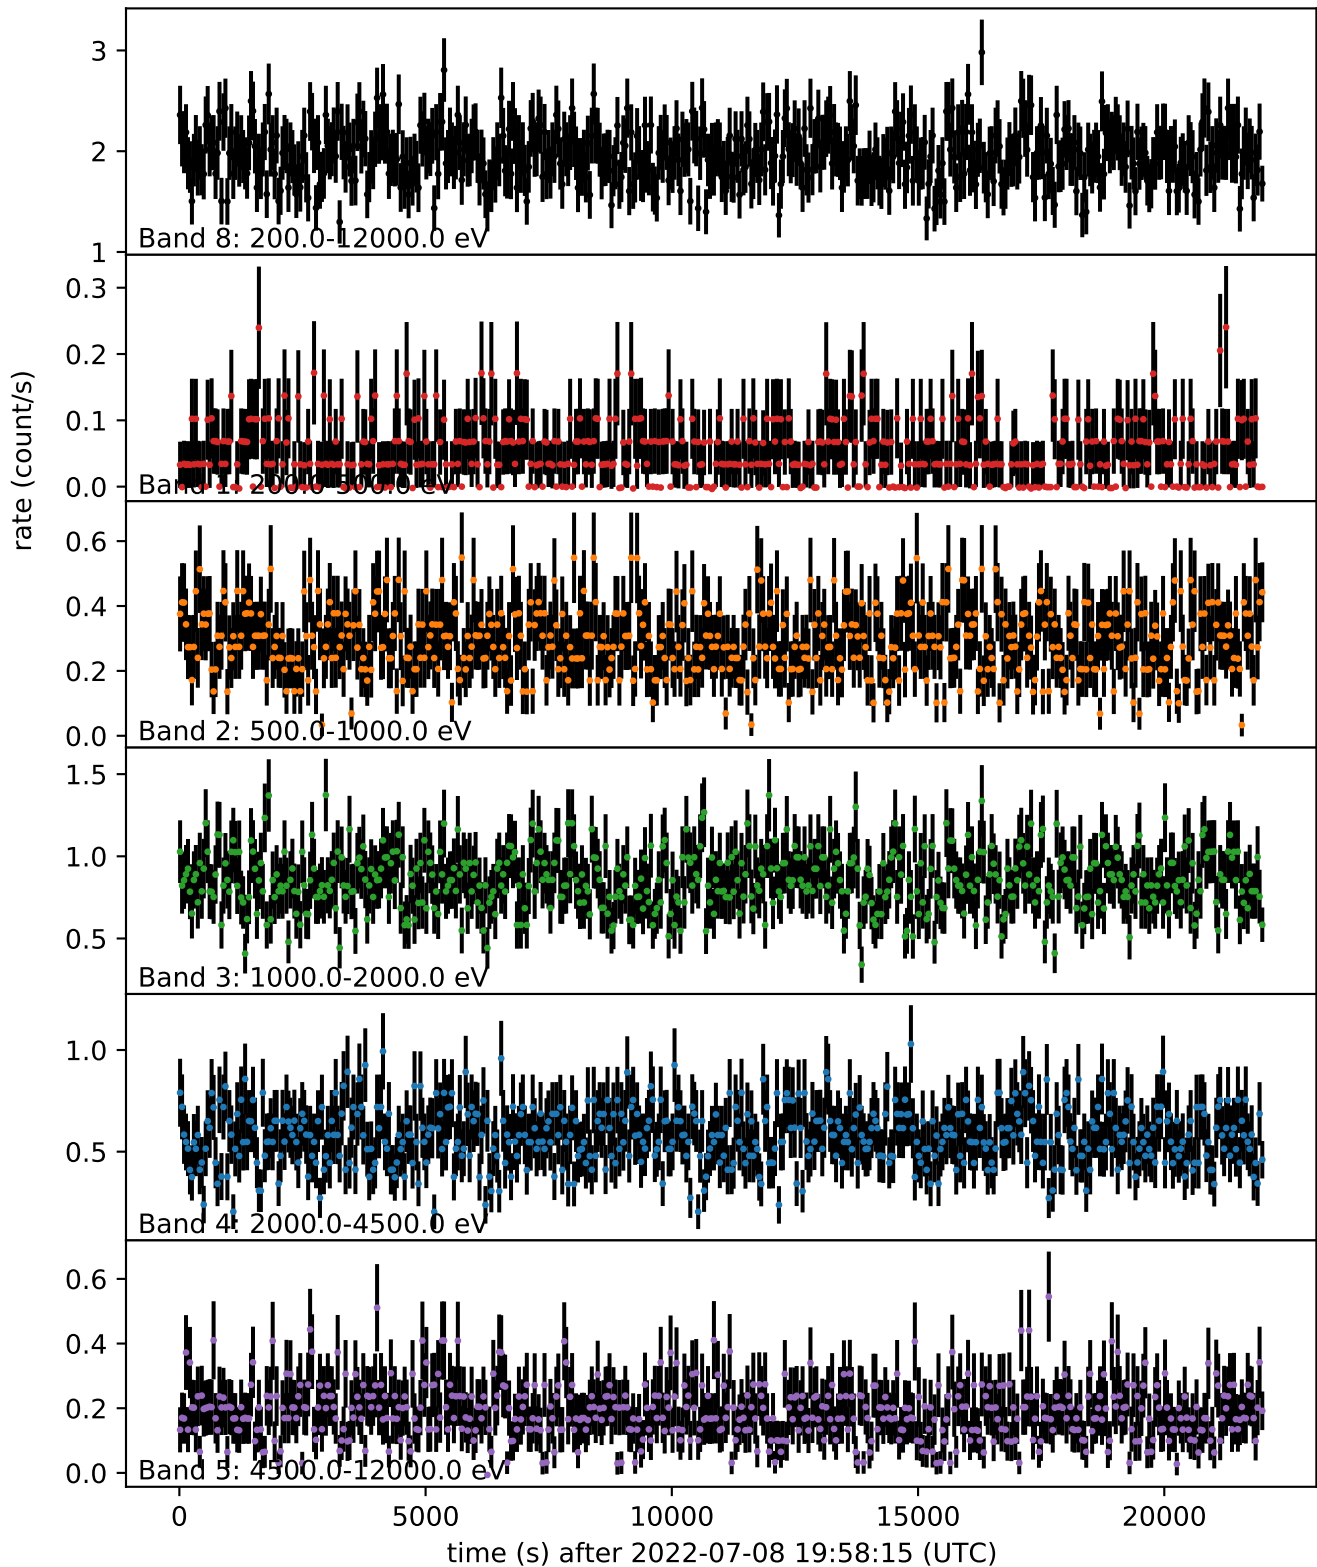 3
2
1
Band 8: 200.0-12000.0 eV
0.3
0.2
0.1
0.0
Band 1: 200.0-500.0 eV
rate (count/s)
0.6
0.4
0.2
0.0
Band 2: 500.0-1000.0 eV
1.5
1.0
0.5
Band 3: 1000.0-2000.0 eV
1.0
0.5
Band 4: 2000.0-4500.0 eV
0.6
0.4
0.2
0.0
Band 5: 4500.0-12000.0 eV
0 5000 10000 15000 20000
time (s) after 2022-07-08 19:58:15 (UTC)